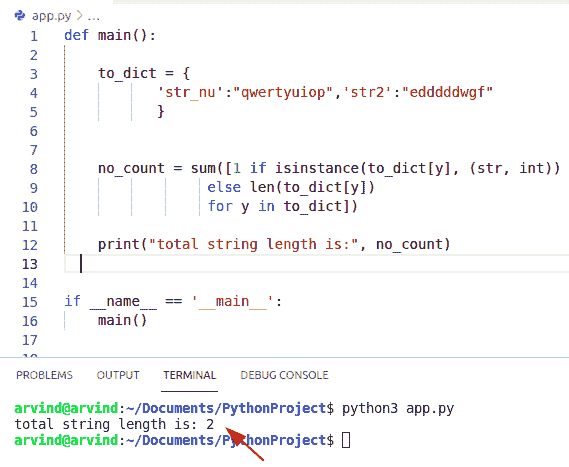 app.py > ...
1 def main():
2
3 to_dict = {
4 'str_nu':"qwertyuiop",'str2':"edddddwgf"
5 }
6
7
8 no_count = sum([1 if isinstance(to_dict[y], (str, int))
9 else len(to_dict[y])
10 for y in to_dict])
11
12 print("total string length is:", no_count)
13
14
15 if __name__ == '__main__':
16 main()
17
PROBLEMS OUTPUT TERMINAL DEBUG CONSOLE
arvind@arvind:~/Documents/PythonProject$ python3 app.py
total string length is: 2
arvind@arvind:~/Documents/PythonProject$